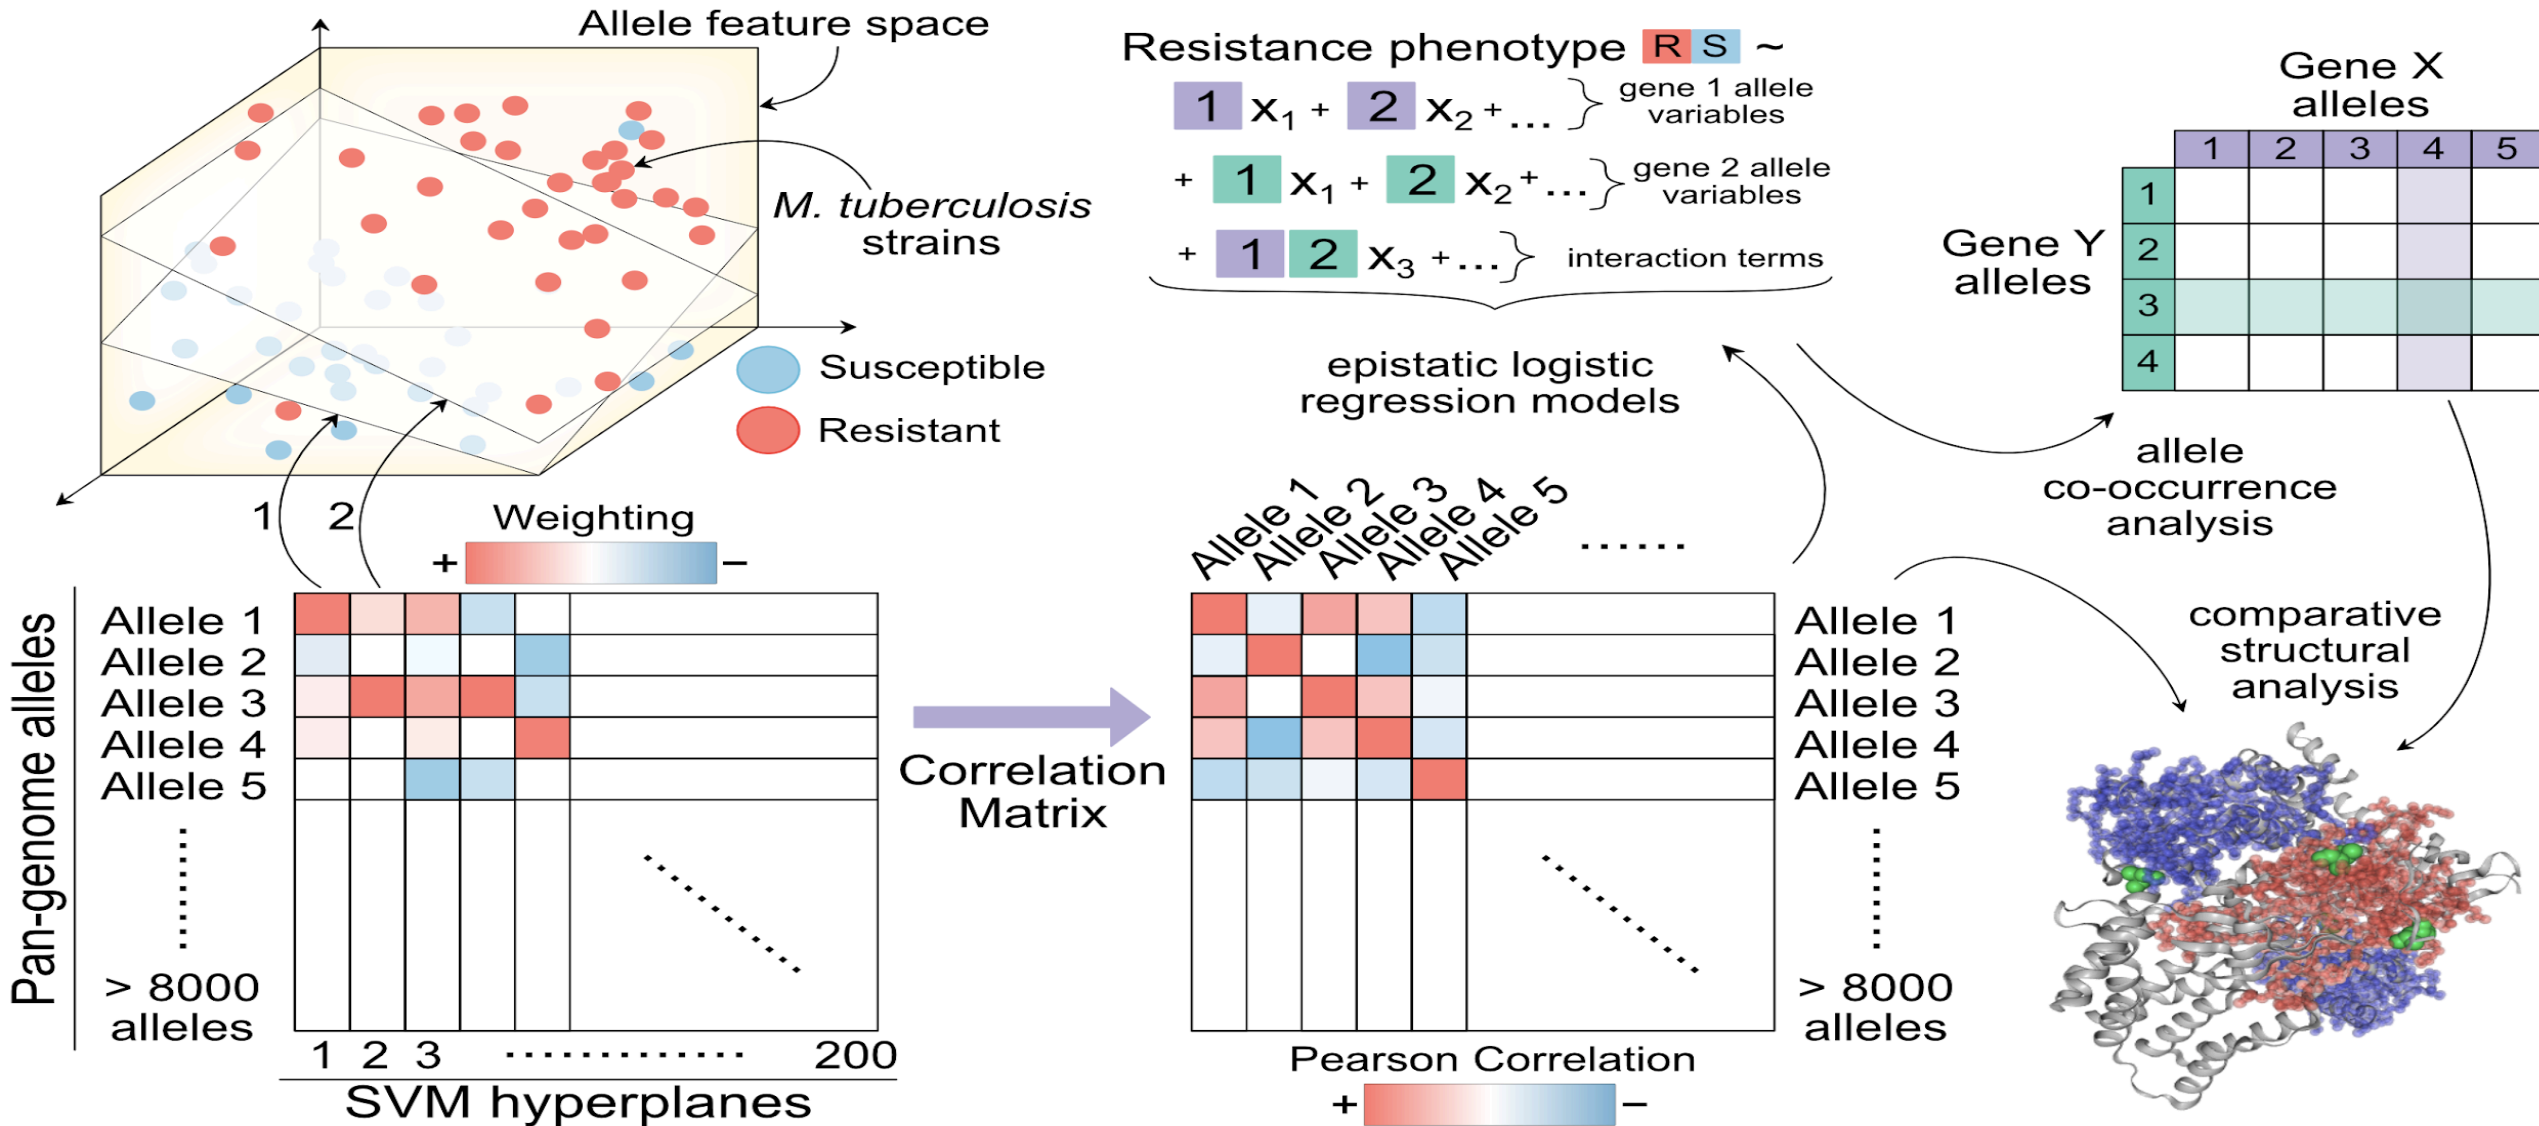 Allele feature space
M. tuberculosis
strains
Susceptible
Resistant
1
2
Weighting
+ −
Pan-genome alleles
Allele 1
Allele 2
Allele 3
Allele 4
Allele 5
> 8000
alleles
1 2 3 ............. 200
SVM hyperplanes
Correlation
Matrix
Resistance phenotype R S ~
1 x₁ + 2 x₂ + ... } gene 1 allele
variables
+ 1 x₁ + 2 x₂ + ... } gene 2 allele
variables
+ 1 2 x₃ + ... } interaction terms
epistatic logistic
regression models
Allele 1
Allele 2
Allele 3
Allele 4
Allele 5
......
Allele 1
Allele 2
Allele 3
Allele 4
Allele 5
> 8000
alleles
Pearson Correlation
+ −
Gene X
alleles
1 2 3 4 5
Gene Y
alleles
1
2
3
4
allele
co-occurrence
analysis
comparative
structural
analysis